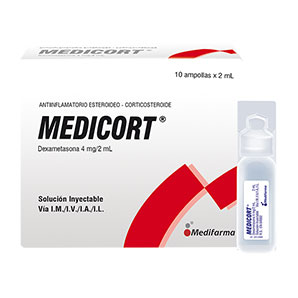 10 ampollas x 2 mL
ANTIINFLAMATORIO ESTEROIDEO - CORTICOSTEROIDE
MEDICORT®
Dexametasona 4 mg/2 mL
Solución Inyectable
Vía I.M./I.V./I.A./I.L.
Medifarma
MEDICORT®